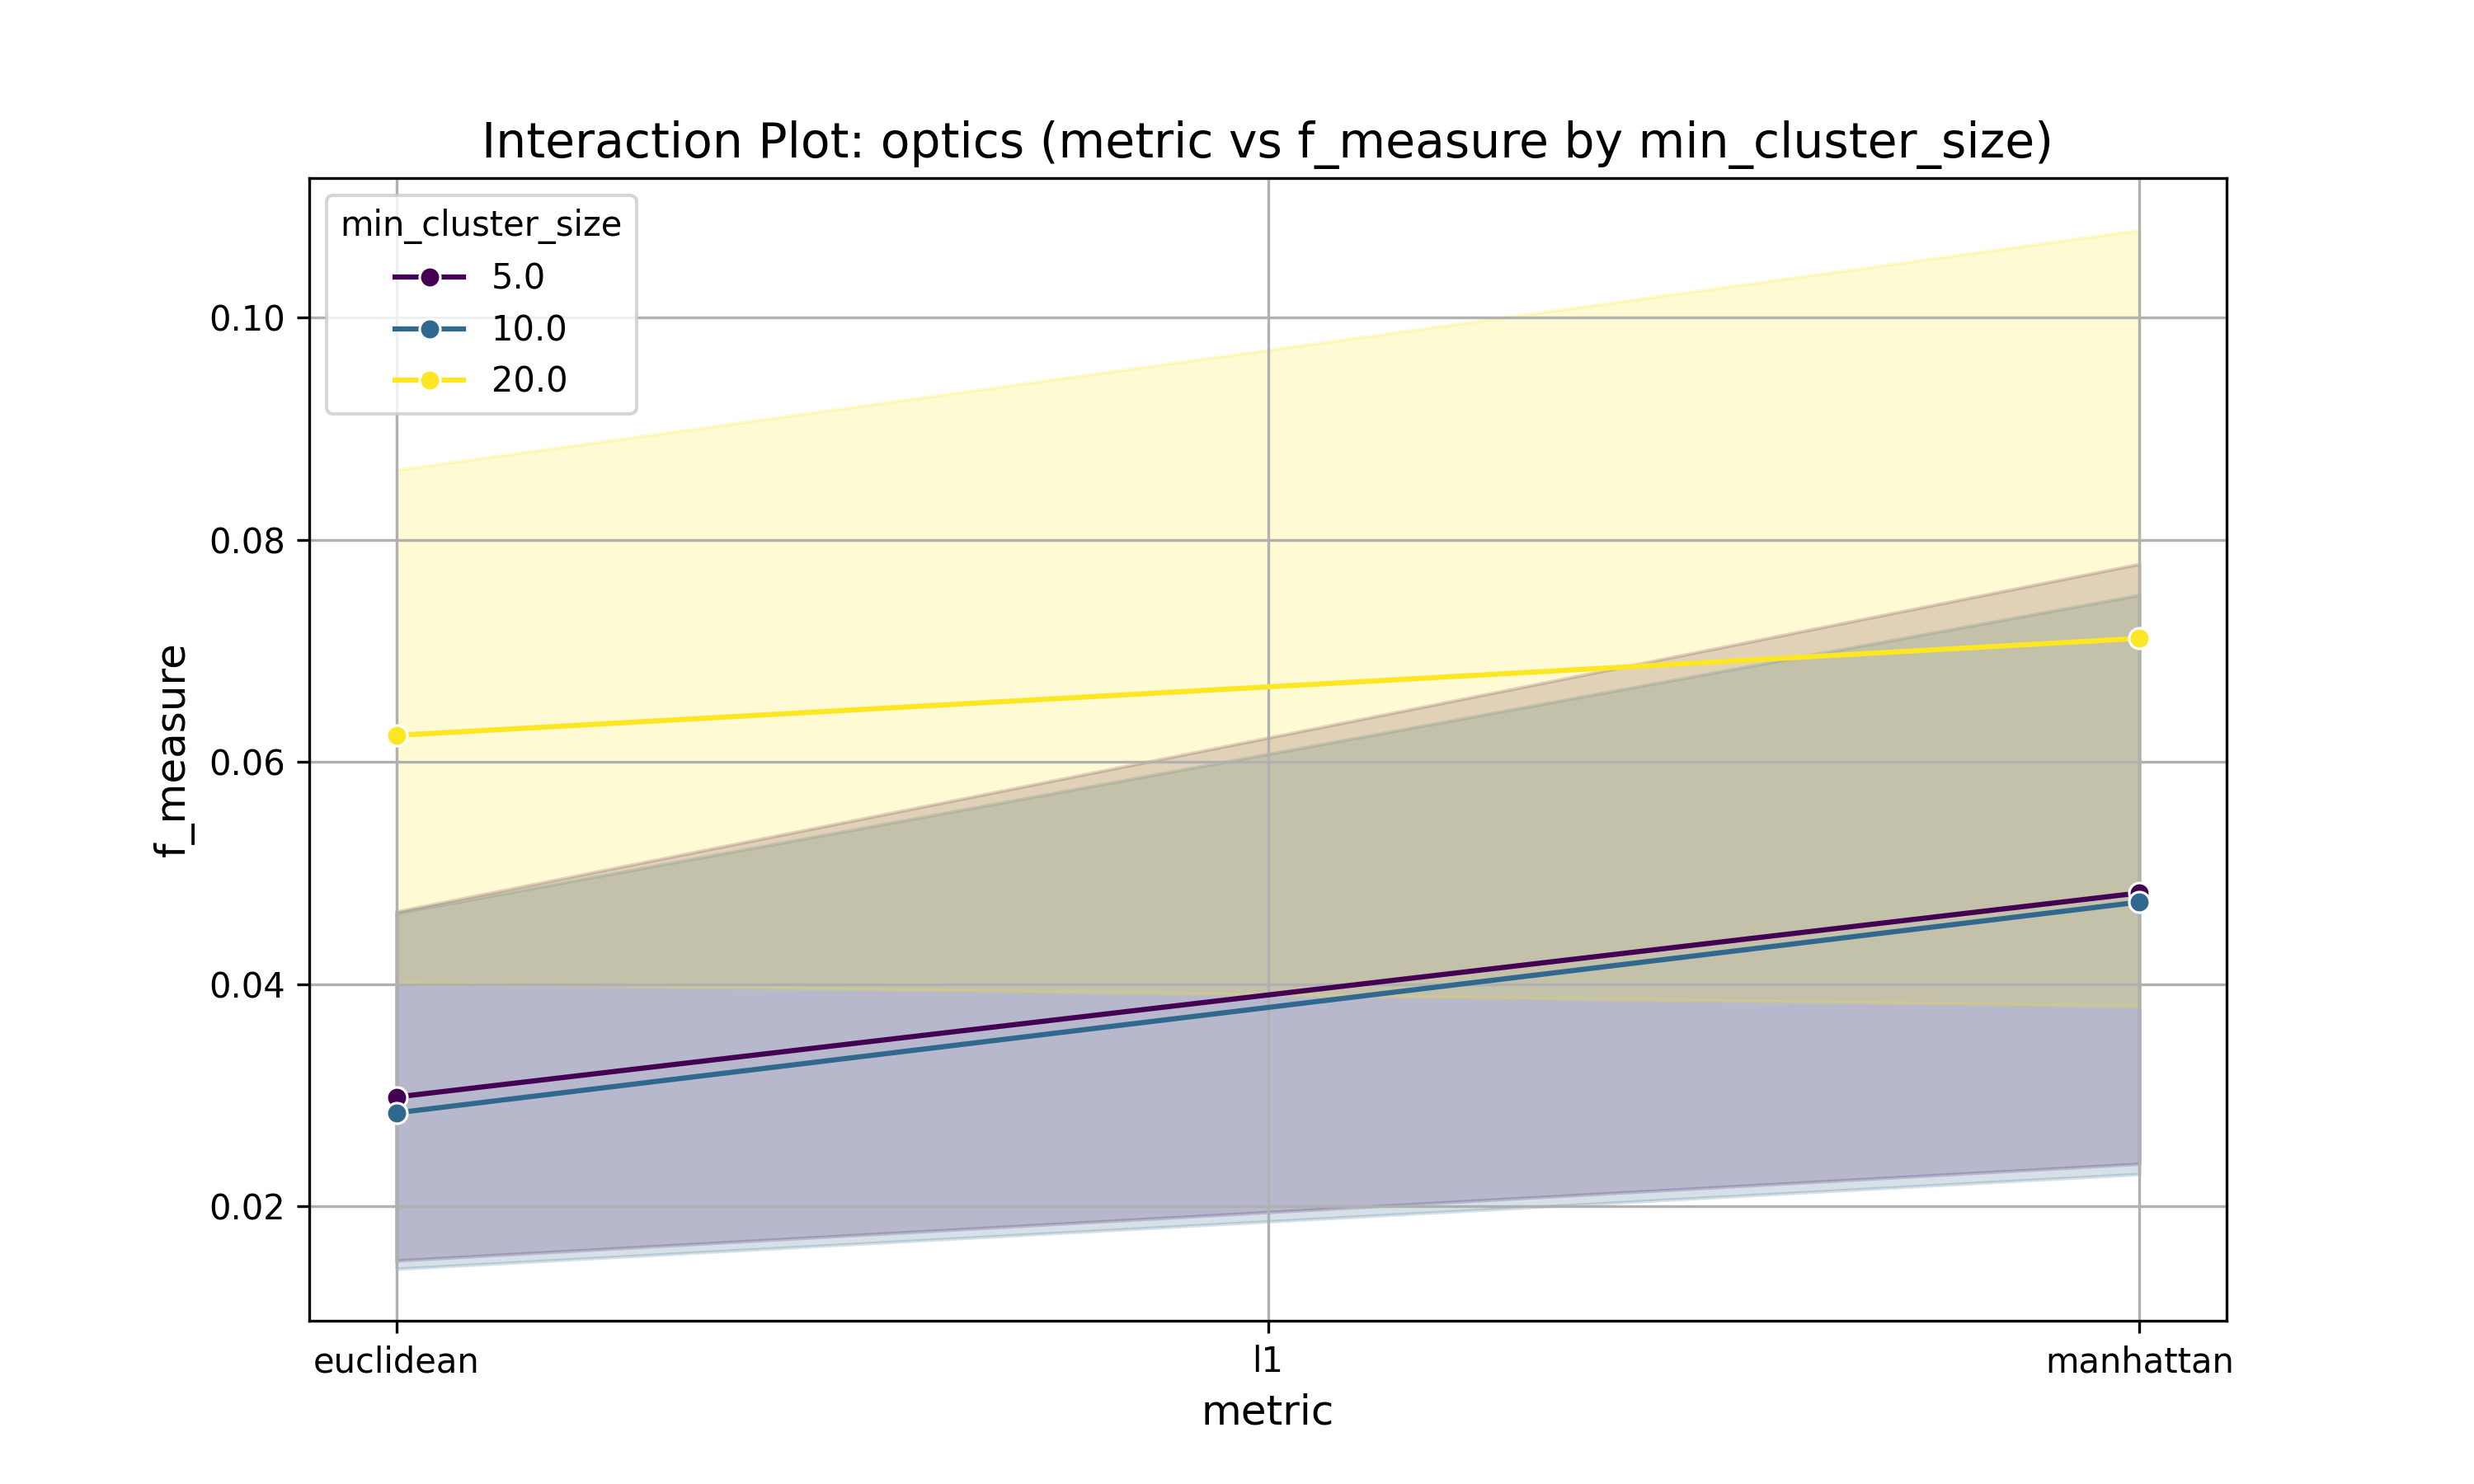 Interaction Plot: optics (metric vs f_measure by min_cluster_size)
min_cluster_size
5.0
10.0
20.0
0.10
0.08
0.06
0.04
0.02
f_measure
euclidean
l1
manhattan
metric